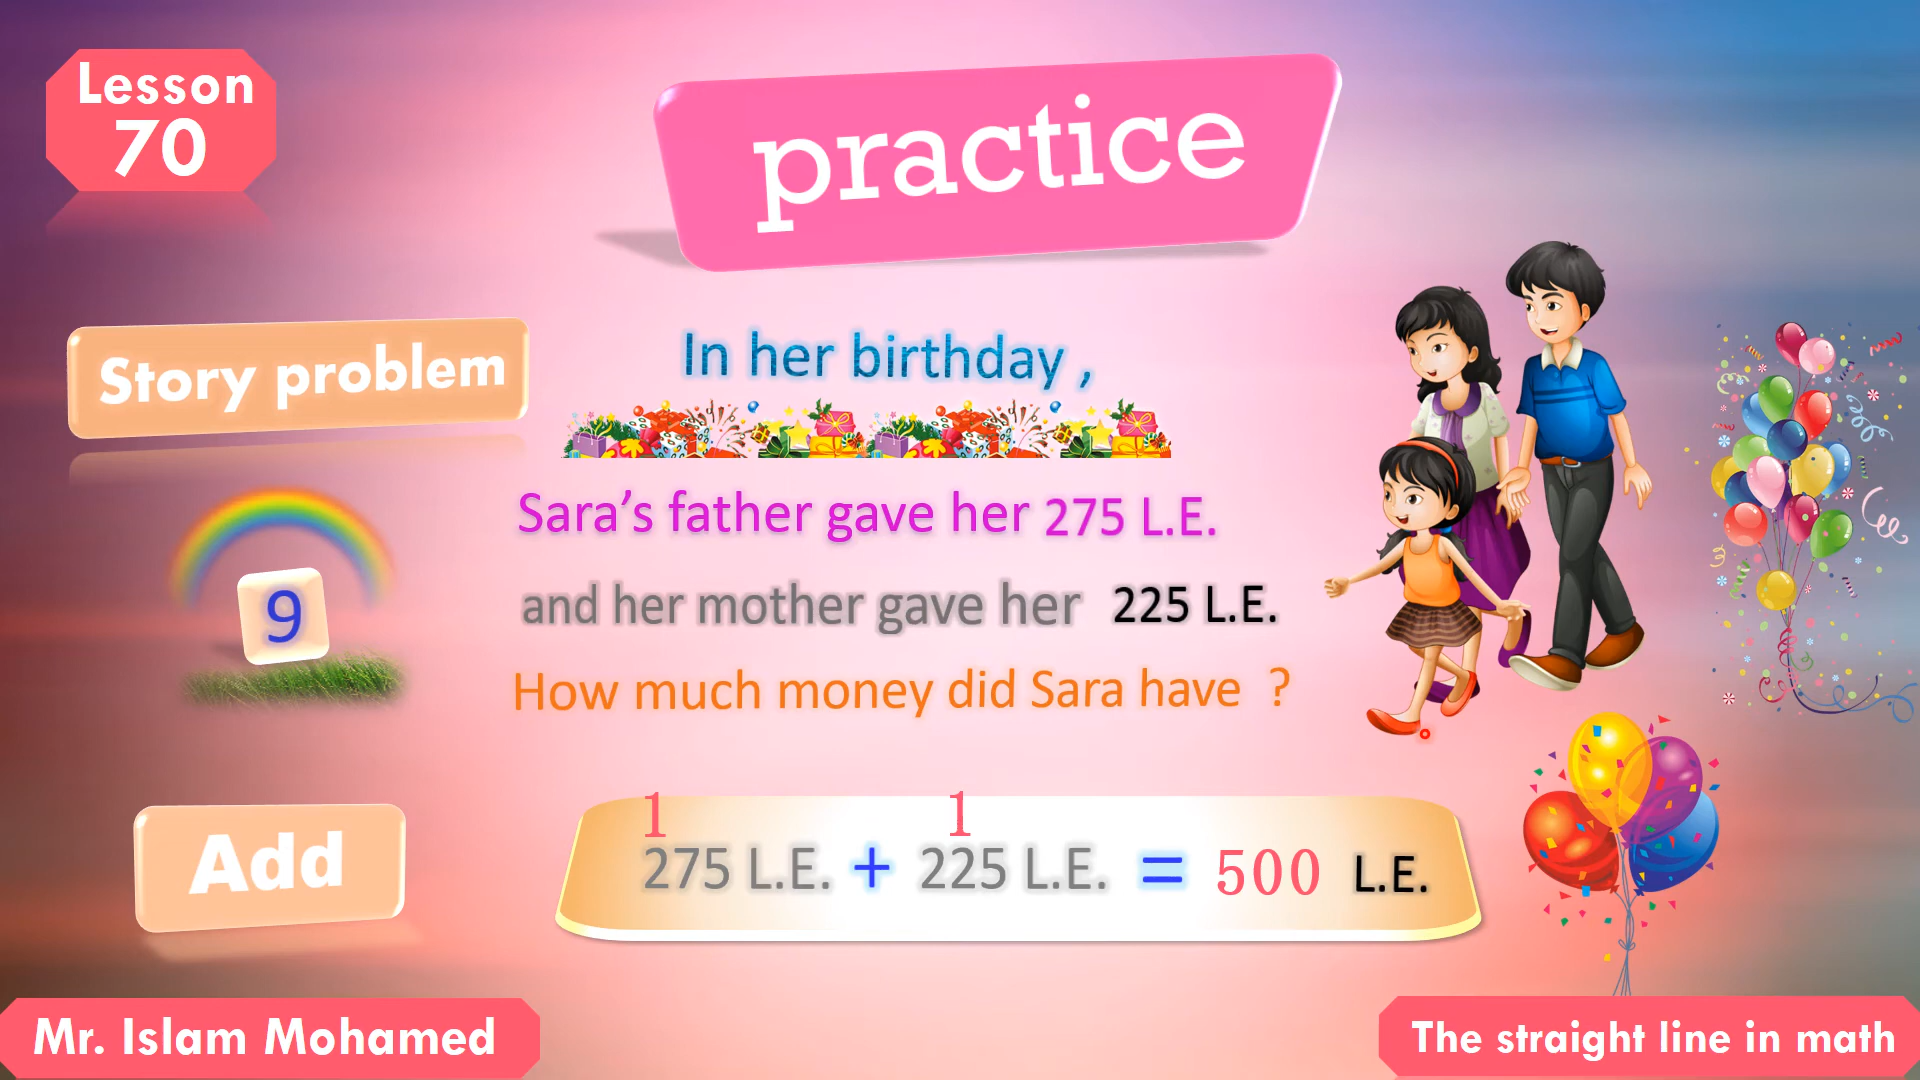 Lesson
70
practice
Story problem
In her birthday ,
Sara’s father gave her 275 L.E.
9
and her mother gave her 225 L.E.
How much money did Sara have ?
Add
1 1
275 L.E. + 225 L.E. = 500 L.E.
Mr. Islam Mohamed
The straight line in math